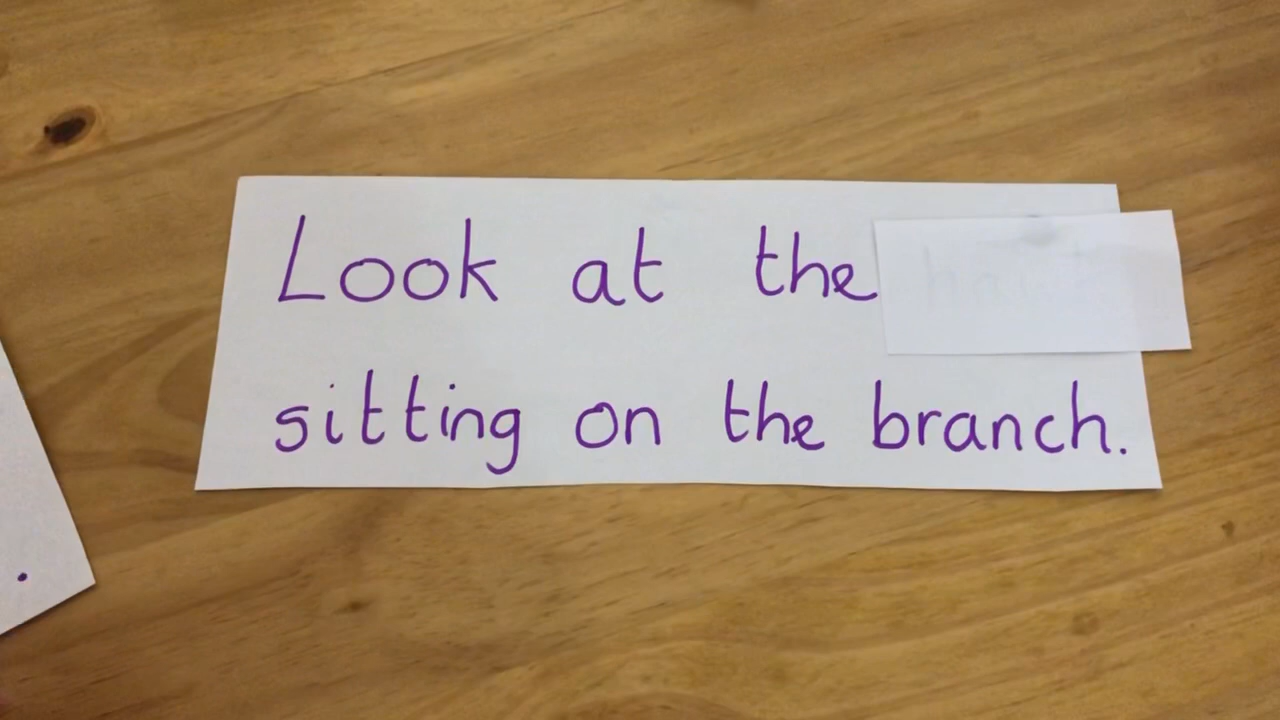 Look at the
sitting on the branch.